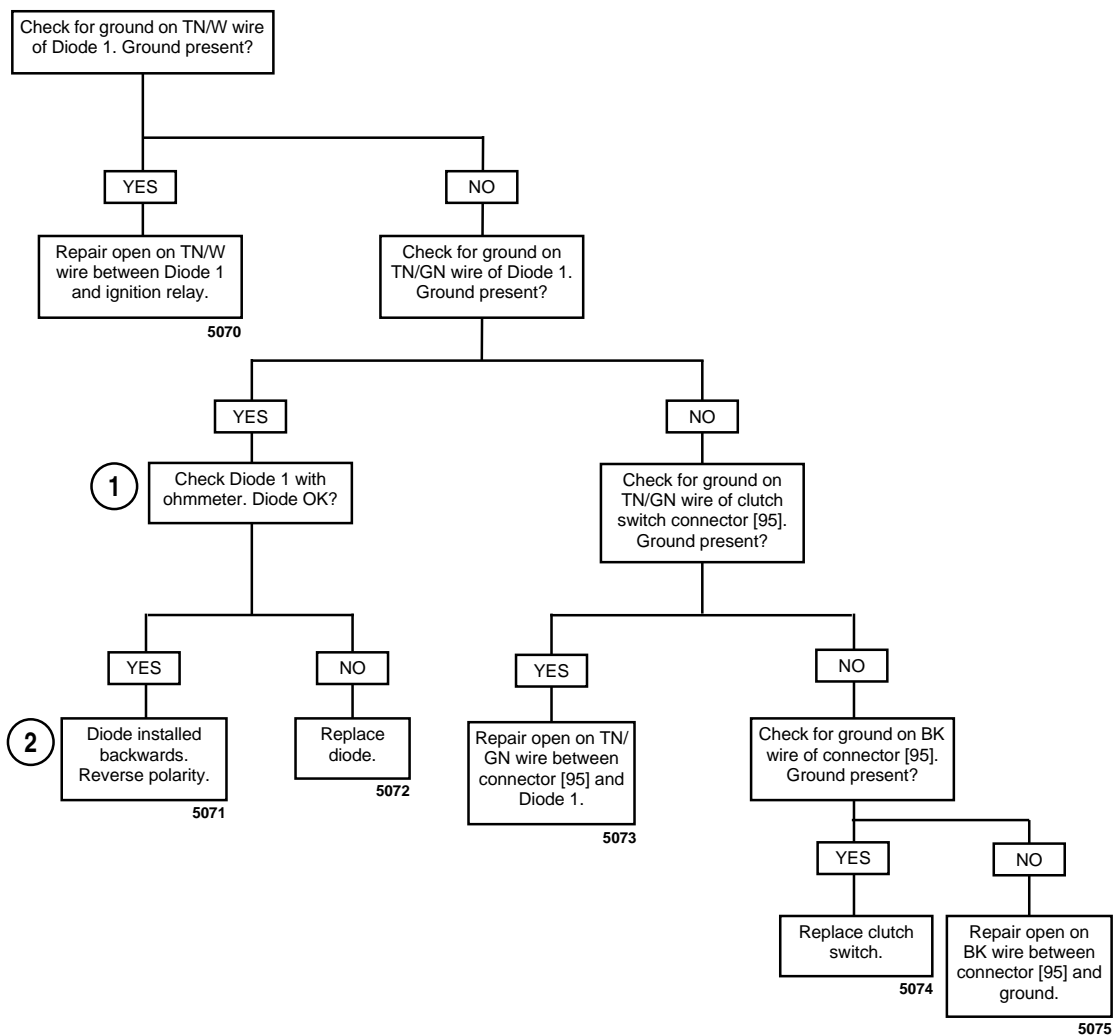 Check for ground on TN/W wire
of Diode 1. Ground present?
YES
NO
Repair open on TN/W
wire between Diode 1
and ignition relay.
5070
Check for ground on
TN/GN wire of Diode 1.
Ground present?
YES
NO
1
Check Diode 1 with
ohmmeter. Diode OK?
Check for ground on
TN/GN wire of clutch
switch connector [95].
Ground present?
YES
NO
YES
NO
2
Diode installed
backwards.
Reverse polarity.
5071
Replace
diode.
5072
Repair open on TN/
GN wire between
connector [95] and
Diode 1.
5073
Check for ground on BK
wire of connector [95].
Ground present?
YES
NO
Replace clutch
switch.
5074
Repair open on
BK wire between
connector [95] and
ground.
5075